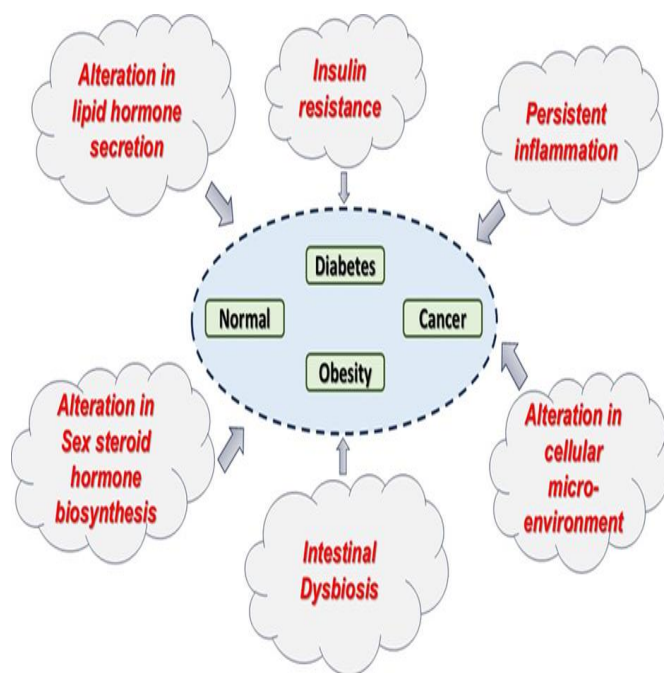 Alteration in
lipid hormone
secretion
Insulin
resistance
Persistent
inflammation
Diabetes
Normal
Cancer
Obesity
Alteration in
Sex steroid
hormone
biosynthesis
Intestinal
Dysbiosis
Alteration in
cellular
micro-
environment